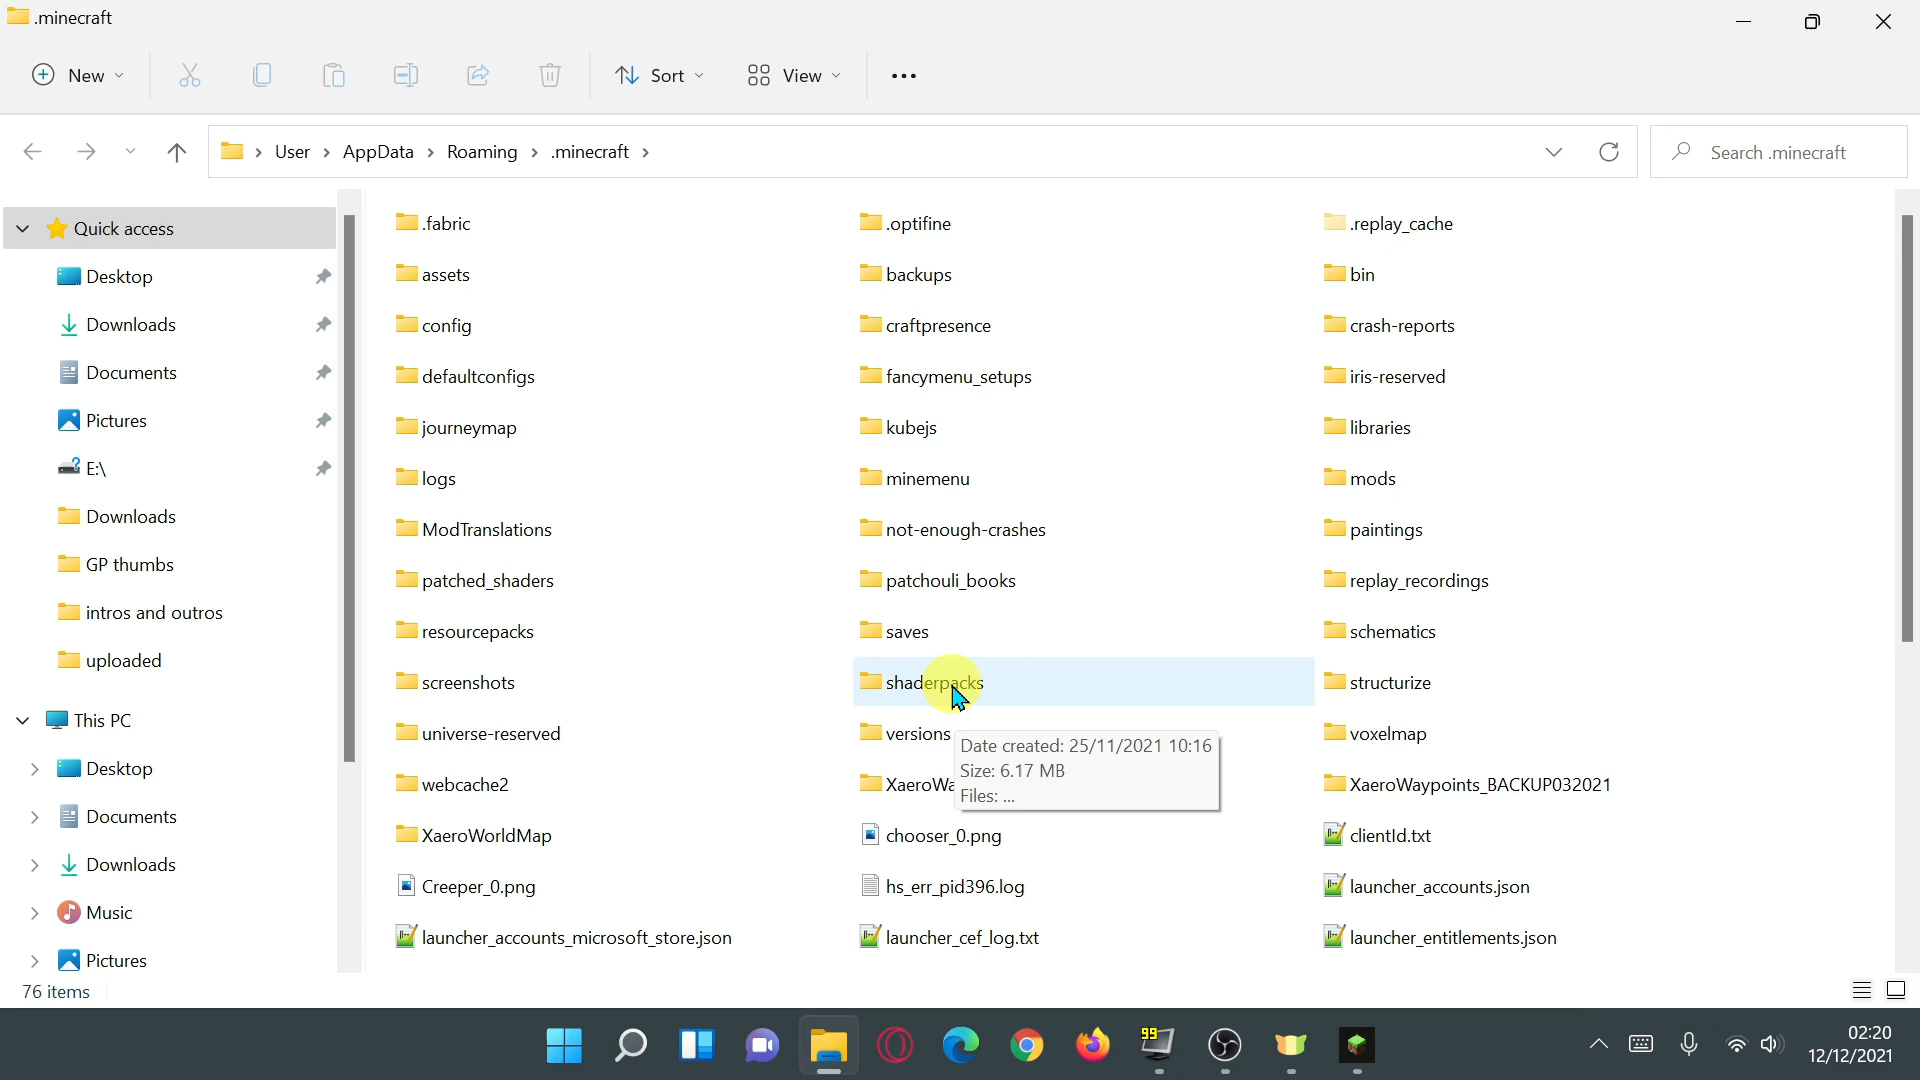 .minecraft
New
Sort
View
User
AppData
Roaming
.minecraft
Search .minecraft
Quick access
Desktop
Downloads
Documents
Pictures
E:\
Downloads
GP thumbs
intros and outros
uploaded
This PC
Desktop
Documents
Downloads
Music
Pictures
.fabric
.optifine
.replay_cache
assets
backups
bin
config
craftpresence
crash-reports
defaultconfigs
fancymenu_setups
iris-reserved
journeymap
kubejs
libraries
logs
minemenu
mods
ModTranslations
not-enough-crashes
paintings
patched_shaders
patchouli_books
replay_recordings
resourcepacks
saves
schematics
screenshots
shaderpacks
structurize
universe-reserved
versions
voxelmap
Date created: 25/11/2021 10:16
Size: 6.17 MB
Files: ...
webcache2
XaeroWa
XaeroWaypoints_BACKUP032021
XaeroWorldMap
chooser_0.png
clientId.txt
Creeper_0.png
hs_err_pid396.log
launcher_accounts.json
launcher_accounts_microsoft_store.json
launcher_cef_log.txt
launcher_entitlements.json
76 items
99
02:20
12/12/2021